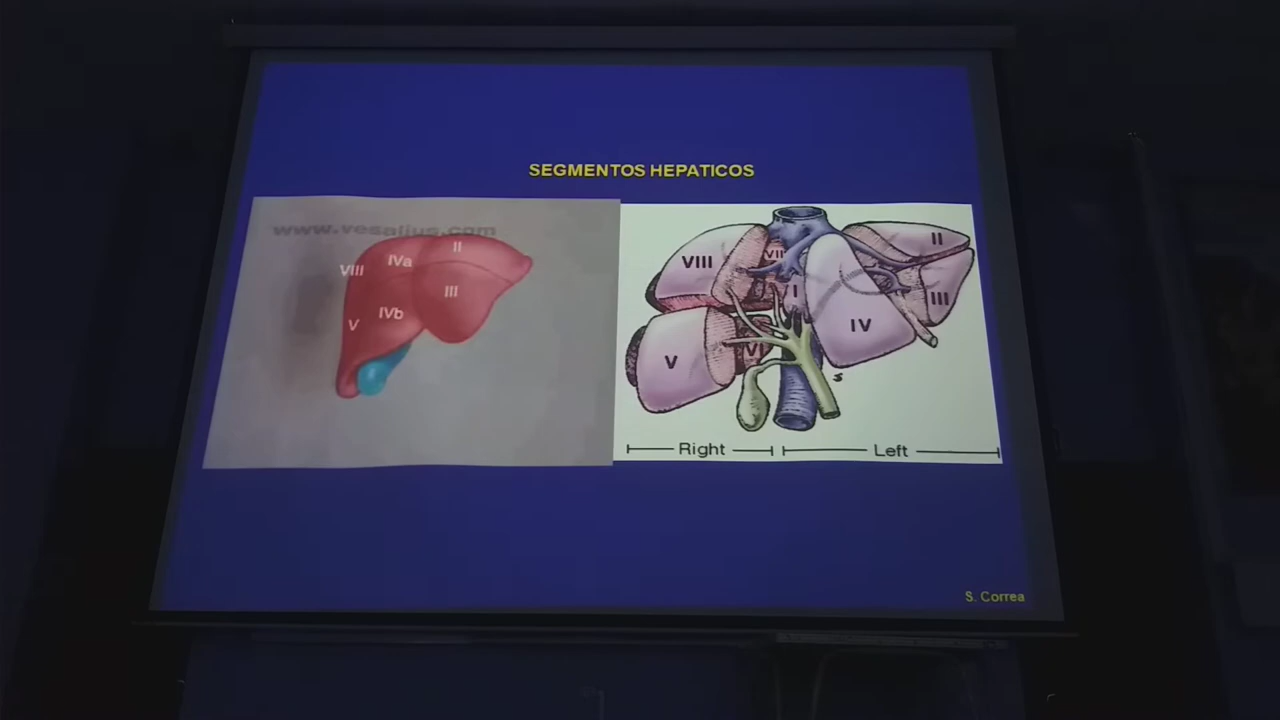 SEGMENTOS HEPATICOS
www.vesalius.com
II
IVa
VIII
III
IVb
V
II
VIII
VII
I
III
IV
V
VI
s
Right
Left
S. Correa